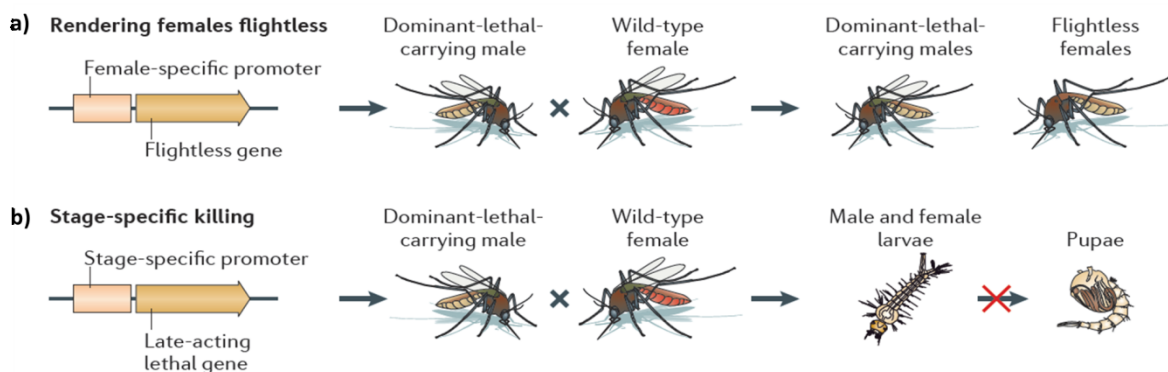 a) Rendering females flightless
Female-specific promoter
Flightless gene
Dominant-lethal-
carrying male
Wild-type
female
Dominant-lethal-
carrying males
Flightless
females
b) Stage-specific killing
Stage-specific promoter
Late-acting
lethal gene
Dominant-lethal-
carrying male
Wild-type
female
Male and female
larvae
Pupae